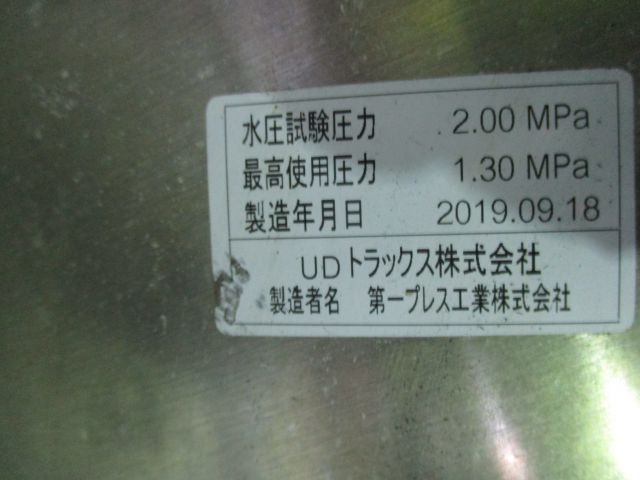 水圧試験圧力 2.00 MPa
最高使用圧力 1.30 MPa
製造年月日 2019.09.18
UDトラックス株式会社
製造者名 第一プレス工業株式会社